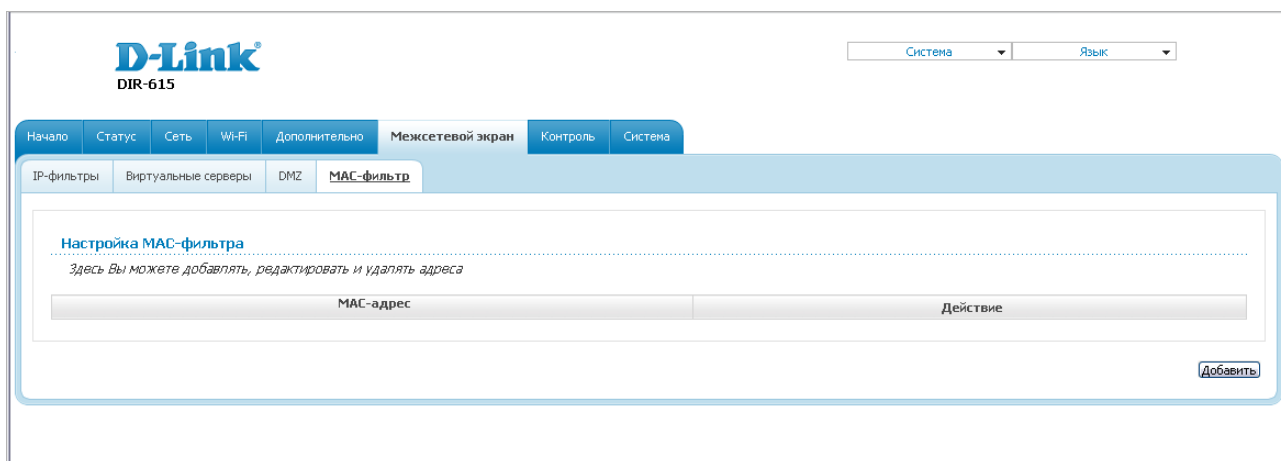 D-Link®
DIR-615
Система Язык
Начало Статус Сеть Wi-Fi Дополнительно Межсетевой экран Контроль Система
IP-фильтры Виртуальные серверы DMZ MAC-фильтр
Настройка MAC-фильтра
Здесь Вы можете добавлять, редактировать и удалять адреса
MAC-адрес Действие
Добавить